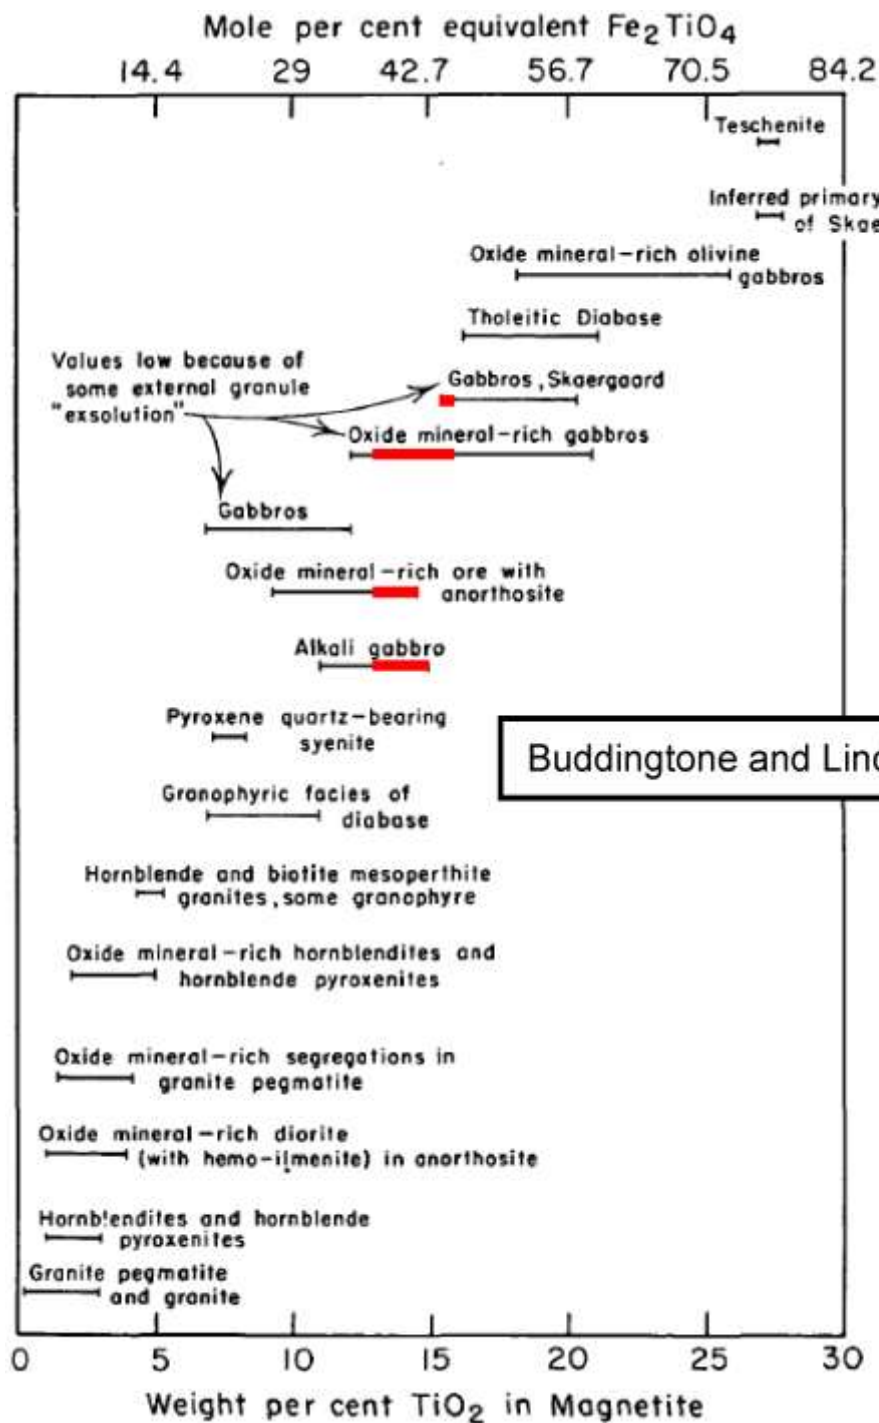 Mole per cent equivalent Fe₂TiO₄
14.4 29 42.7 56.7 70.5 84.2
Teschenite
Inferred primary
of Skae
Oxide mineral-rich olivine
gabbros
Tholeitic Diabase
Values low because of
some external granule
"exsolution"
Gabbros, Skaergaard
Oxide mineral-rich gabbros
Gabbros
Oxide mineral-rich ore with
anorthosite
Alkali gabbro
Pyroxene quartz-bearing
syenite
Buddingtone and Lind
Granophyric facies of
diabase
Hornblende and biotite mesoperthite
granites, some granophyre
Oxide mineral-rich hornblendites and
hornblende pyroxenites
Oxide mineral-rich segregations in
granite pegmatite
Oxide mineral-rich diorite
(with hemo-ilmenite) in anorthosite
Hornblendites and hornblende
pyroxenites
Granite pegmatite
and granite
0 5 10 15 20 25 30
Weight per cent TiO₂ in Magnetite